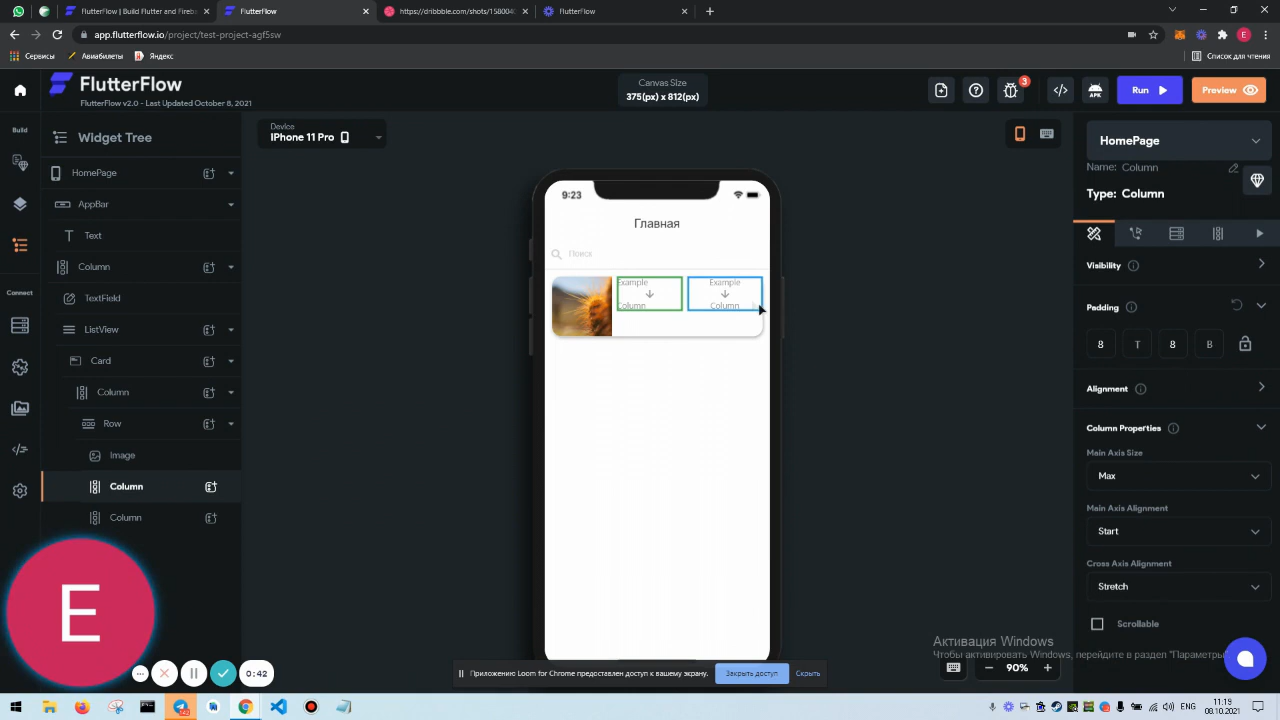 FlutterFlow | Build Flutter and Firebas
FlutterFlow
https://dribbble.com/shots/158004
FlutterFlow
app.flutterflow.io/project/test-project-agf5sw
E
Сервисы
Авиабилеты
Яндекс
Список для чтения
FlutterFlow
FlutterFlow v2.0 - Last Updated October 8, 2021
Canvas Size
375(px) x 812(px)
3
APK
Run
Preview
Build
Widget Tree
Device
iPhone 11 Pro
HomePage
Name: Column
Type: Column
HomePage
AppBar
Text
Column
TextField
ListView
Card
Column
Row
Image
Column
Column
Connect
9:23
Главная
Поиск
Example
Column
Example
Column
Visibility
Padding
8
T
8
B
Alignment
Column Properties
Main Axis Size
Max
Main Axis Alignment
Start
Cross Axis Alignment
Stretch
Scrollable
E
0:42
Приложению Loom for Chrome предоставлен доступ к вашему экрану.
Закрыть доступ
Скрыть
Активация Windows
Чтобы активировать Windows, перейдите в раздел "Параметры
90%
ENG
11:19
08.10.2021